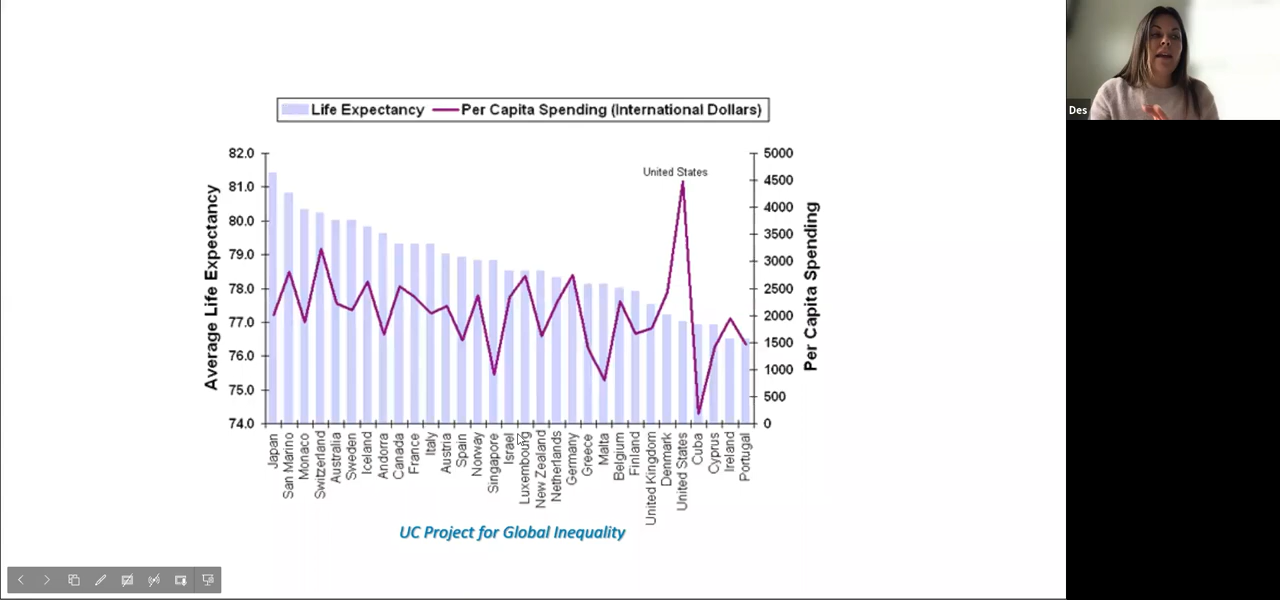 Des
Life Expectancy Per Capita Spending (International Dollars)
United States
82.0
81.0
80.0
79.0
78.0
77.0
76.0
75.0
74.0
Average Life Expectancy
5000
4500
4000
3500
3000
2500
2000
1500
1000
500
0
Per Capita Spending
Japan
San Marino
Monaco
Switzerland
Australia
Sweden
Iceland
Andorra
Canada
France
Italy
Austria
Spain
Norway
Singapore
Israel
Luxembourg
New Zealand
Netherlands
Germany
Greece
Malta
Belgium
Finland
United Kingdom
Denmark
United States
Cuba
Cyprus
Ireland
Portugal
UC Project for Global Inequality